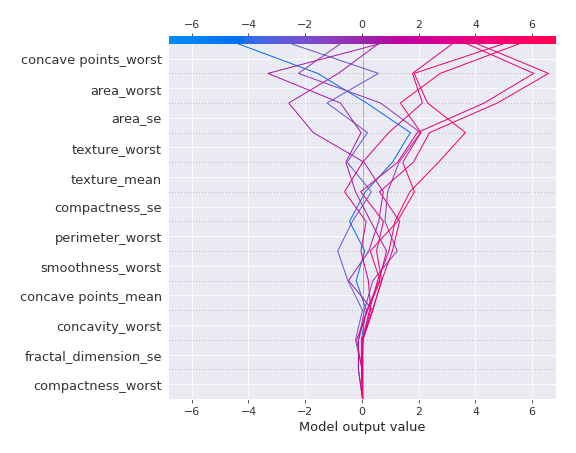 −6 −4 −2 0 2 4 6
concave points_worst
area_worst
area_se
texture_worst
texture_mean
compactness_se
perimeter_worst
smoothness_worst
concave points_mean
concavity_worst
fractal_dimension_se
compactness_worst
−6 −4 −2 0 2 4 6
Model output value